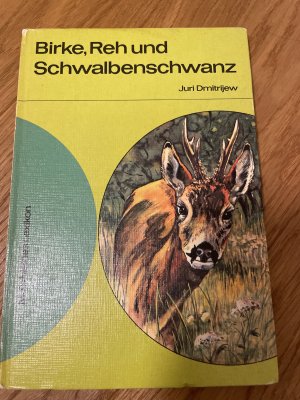 Birke, Reh und
Schwalbenschwanz
Juri Dmitrijew